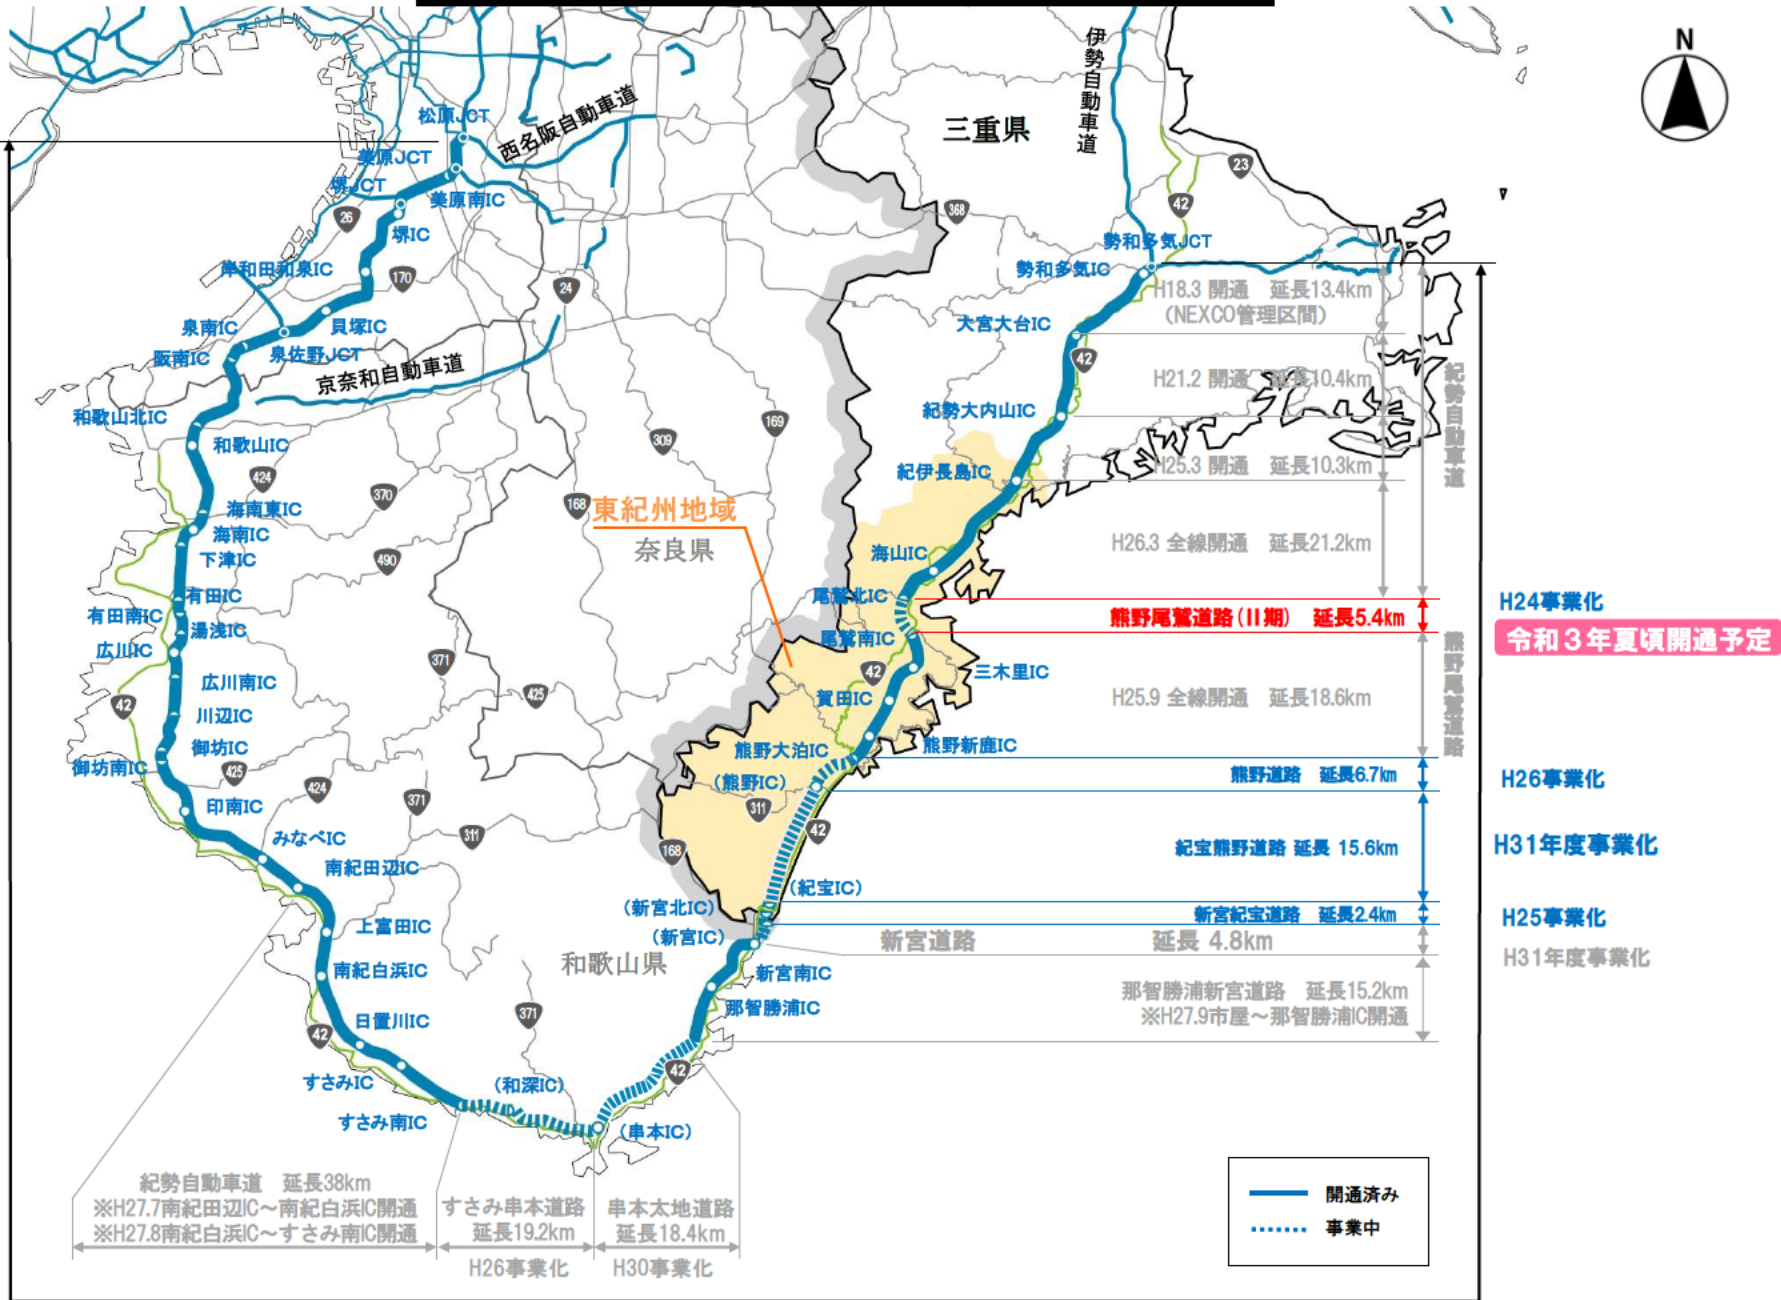 N
伊勢自動車道
三重県
23
松原JCT
西名阪自動車道
美原JCT
堺JCT
美原南IC
26
368
42
堺IC
勢和多気JCT
岸和田和泉IC
勢和多気IC
170
24
H18.3 開通 延長13.4km
(NEXCO管理区間)
泉南IC
貝塚IC
大宮大台IC
阪南IC
泉佐野JCT
42
京奈和自動車道
H21.2 開通 延長10.4km
紀勢自動車道
和歌山北IC
紀勢大内山IC
169
和歌山IC
309
紀伊長島IC
H25.3 開通 延長10.3km
424
370
168
東紀州地域
海南東IC
海南IC
奈良県
H26.3 全線開通 延長21.2km
下津IC
490
海山IC
有田IC
尾鷲北IC
H24事業化
有田南IC
熊野尾鷲道路(II期) 延長5.4km
湯浅IC
尾鷲南IC
令和3年夏頃開通予定
広川IC
371
42
三木里IC
熊野尾鷲道路
広川南IC
425
賀田IC
H25.9 全線開通 延長18.6km
42
川辺IC
御坊IC
熊野大泊IC
熊野新鹿IC
御坊南IC
425
424
(熊野IC)
熊野道路 延長6.7km
H26事業化
371
311
印南IC
311
42
みなべIC
168
紀宝熊野道路 延長 15.6km
H31年度事業化
南紀田辺IC
(紀宝IC)
(新宮北IC)
新宮紀宝道路 延長2.4km
H25事業化
上富田IC
(新宮IC)
新宮道路 延長 4.8km
H31年度事業化
和歌山県
南紀白浜IC
新宮南IC
那智勝浦新宮道路 延長15.2km
※H27.9市屋～那智勝浦IC開通
那智勝浦IC
371
日置川IC
42
42
すさみIC
(和深IC)
すさみ南IC
(串本IC)
紀勢自動車道 延長38km
※H27.7南紀田辺IC～南紀白浜IC開通
※H27.8南紀白浜IC～すさみ南IC開通
すさみ串本道路
延長19.2km
H26事業化
串本太地道路
延長18.4km
H30事業化
開通済み
事業中